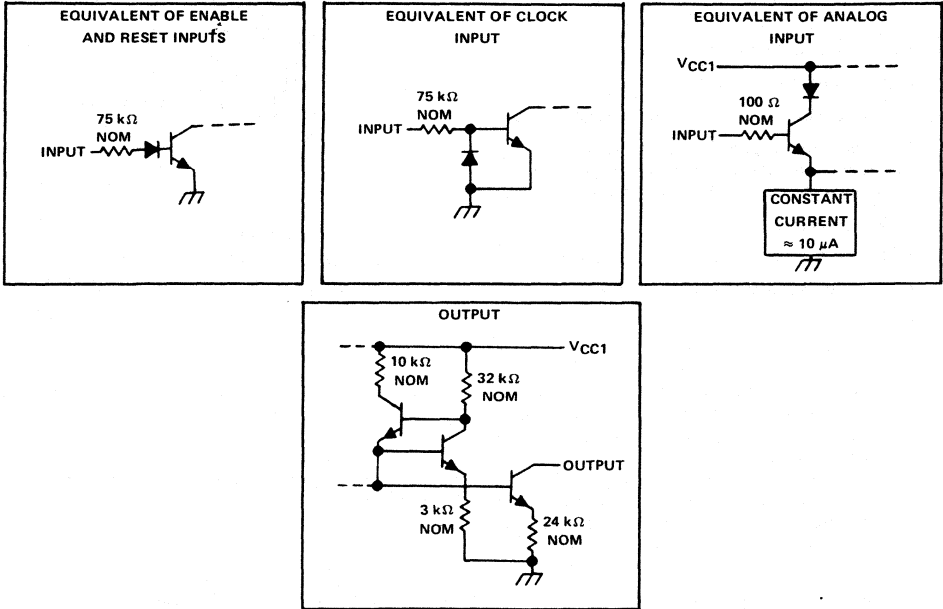 EQUIVALENT OF ENABLE
AND RESET INPUTS
75 kΩ
NOM
INPUT
EQUIVALENT OF CLOCK
INPUT
75 kΩ
NOM
INPUT
EQUIVALENT OF ANALOG
INPUT
VCC1
100 Ω
NOM
INPUT
CONSTANT
CURRENT
≈ 10 μA
OUTPUT
VCC1
10 kΩ
NOM
32 kΩ
NOM
OUTPUT
3 kΩ
NOM
24 kΩ
NOM